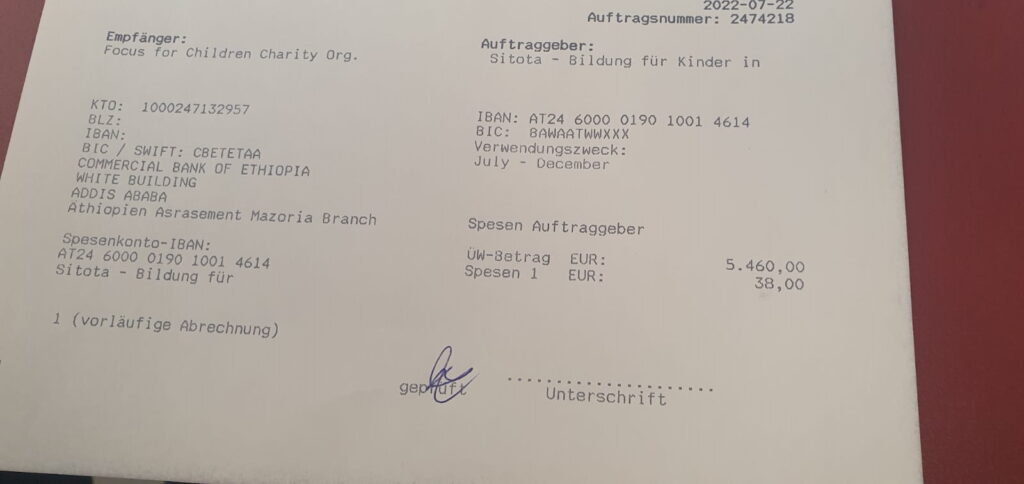 2022-07-22
Auftragsnummer: 2474218
Empfänger:
Focus for Children Charity Org.
Auftraggeber:
Sitota - Bildung für Kinder in
KTO: 1000247132957
BLZ:
IBAN:
BIC / SWIFT: CBETETAA
COMMERCIAL BANK OF ETHIOPIA
WHITE BUILDING
ADDIS ABABA
Äthiopien Asrasement Mazoria Branch
IBAN: AT24 6000 0190 1001 4614
BIC: BAWAATWWXXX
Verwendungszweck:
July - December
Spesenkonto-IBAN:
AT24 6000 0190 1001 4614
Sitota - Bildung für
Spesen Auftraggeber
ÜW-Betrag EUR: 5.460,00
Spesen 1 EUR: 38,00
1 (vorläufige Abrechnung)
geprüft
Unterschrift